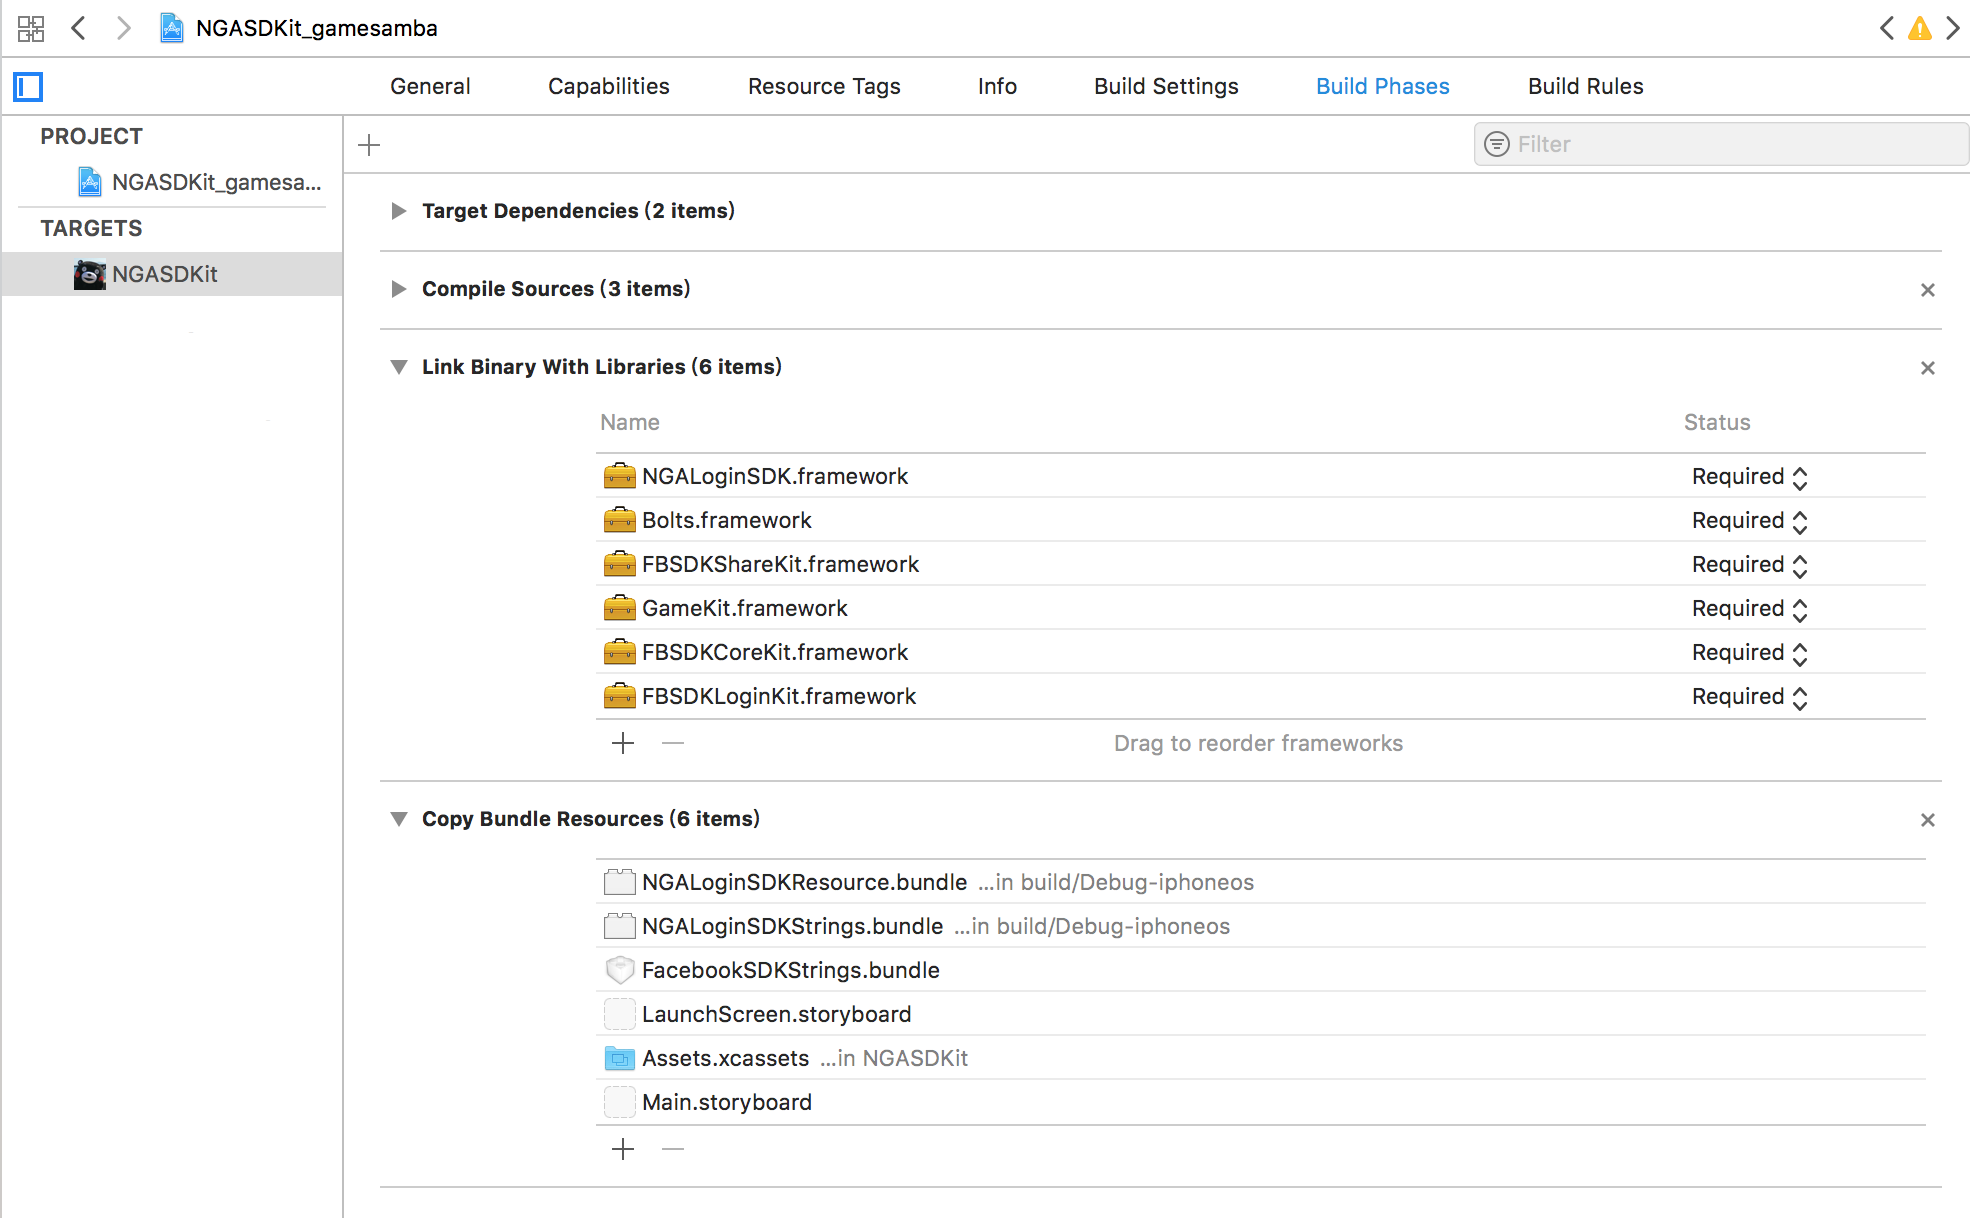 NGASDKit_gamesamba
General Capabilities Resource Tags Info Build Settings Build Phases Build Rules
PROJECT
NGASDKit_gamesa...
TARGETS
NGASDKit
Filter
Target Dependencies (2 items)
Compile Sources (3 items)
Link Binary With Libraries (6 items)
Name Status
NGALoginSDK.framework Required
Bolts.framework Required
FBSDKShareKit.framework Required
GameKit.framework Required
FBSDKCoreKit.framework Required
FBSDKLoginKit.framework Required
Drag to reorder frameworks
Copy Bundle Resources (6 items)
NGALoginSDKResource.bundle ...in build/Debug-iphoneos
NGALoginSDKStrings.bundle ...in build/Debug-iphoneos
FacebookSDKStrings.bundle
LaunchScreen.storyboard
Assets.xcassets ...in NGASDKit
Main.storyboard